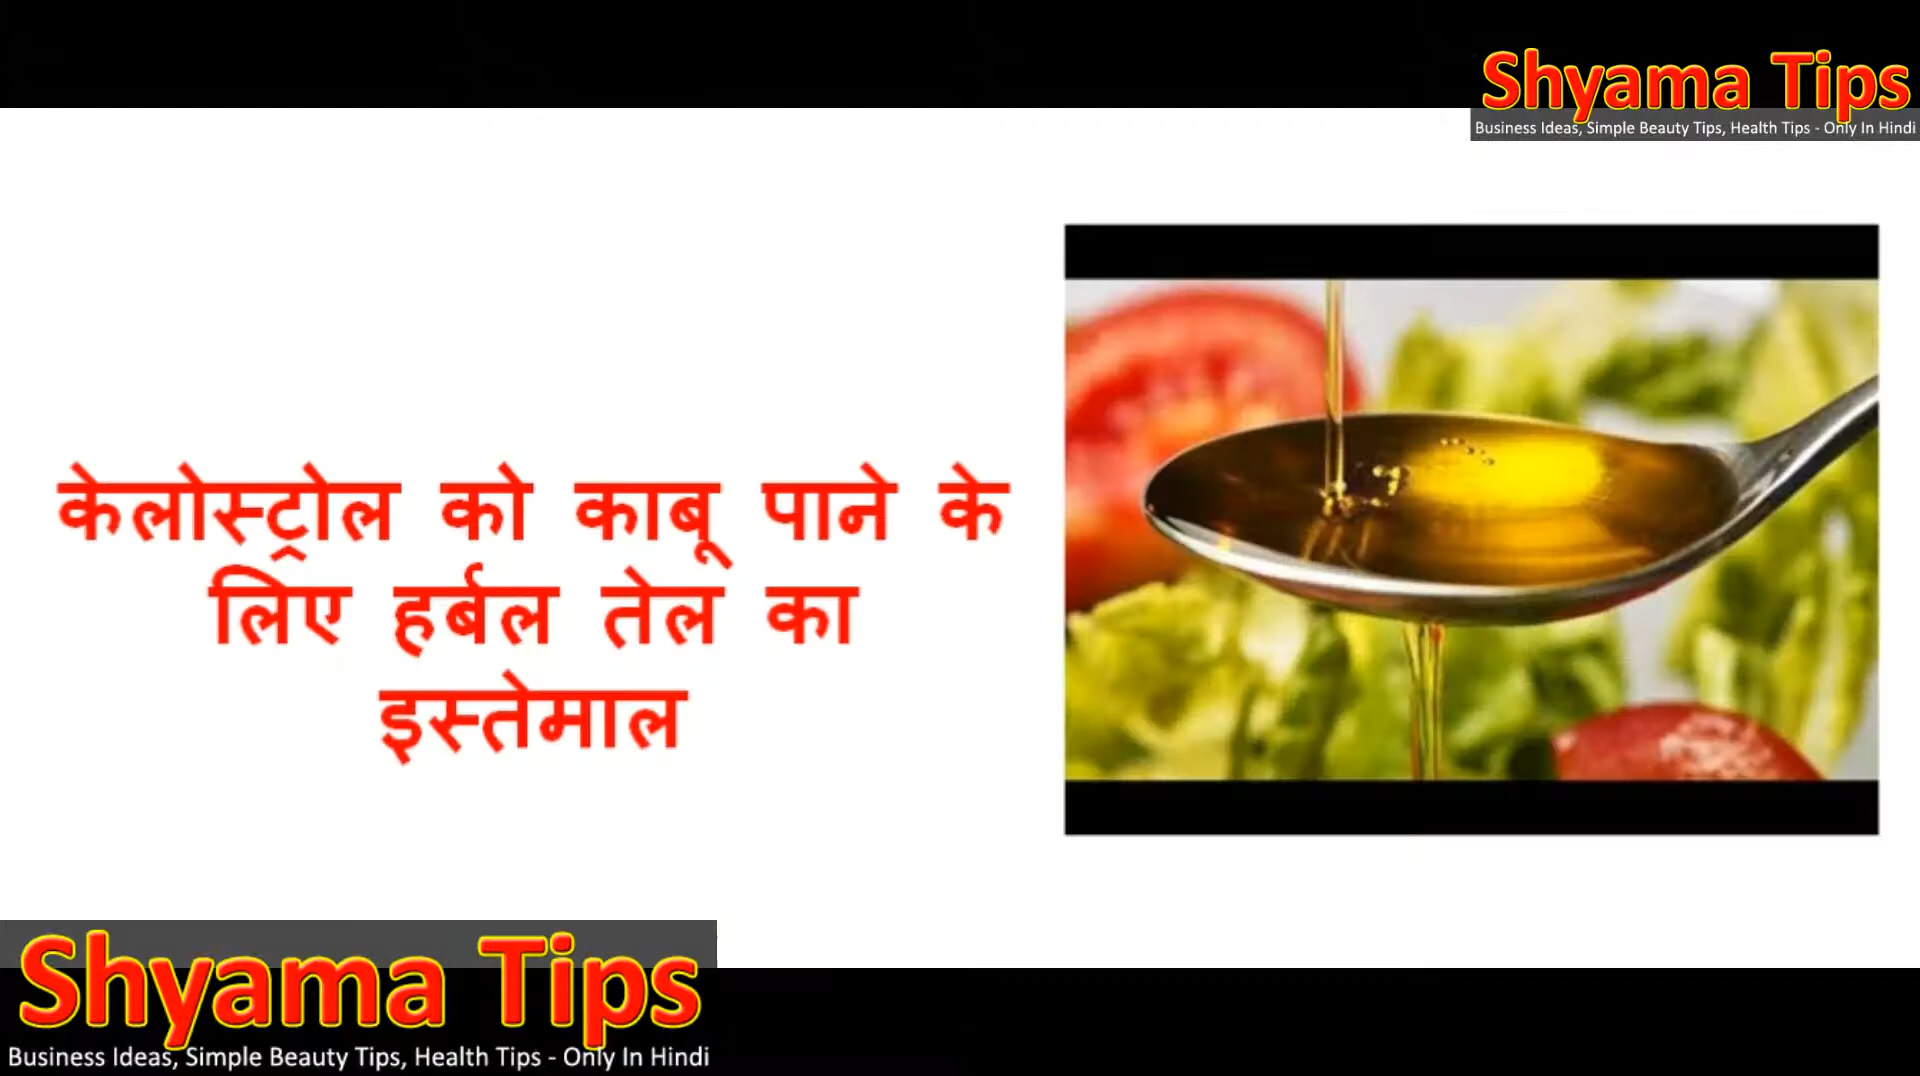 Shyama Tips
Business Ideas, Simple Beauty Tips, Health Tips - Only In Hindi
केलोस्ट्रोल को काबू पाने के
लिए हर्बल तेल का
इस्तेमाल
Shyama Tips
Business Ideas, Simple Beauty Tips, Health Tips - Only In Hindi